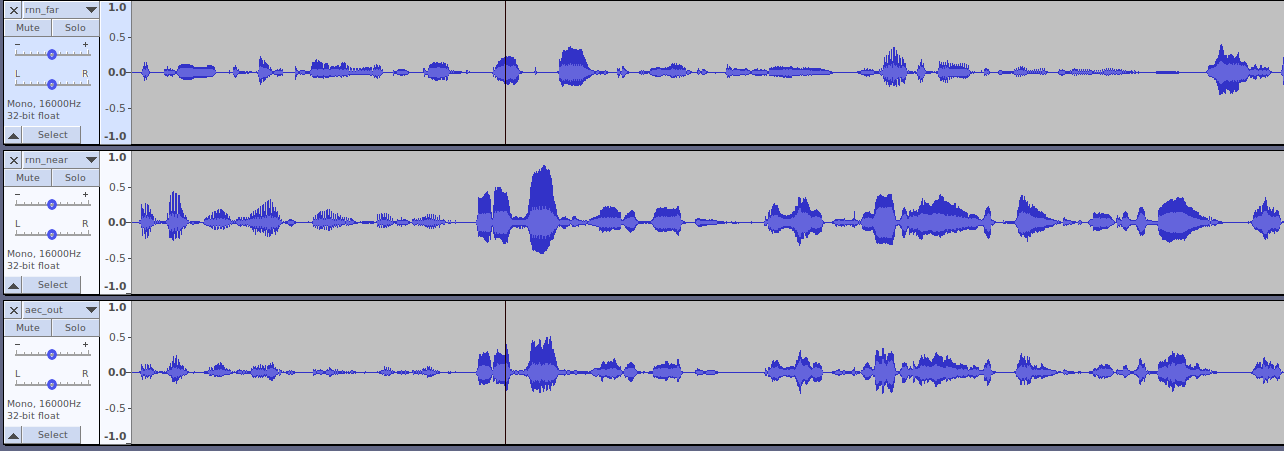 × rnn_far
Mute Solo
- +
L R
Mono, 16000Hz
32-bit float
Select
1.0
0.5
0.0
-0.5
-1.0
× rnn_near
Mute Solo
- +
L R
Mono, 16000Hz
32-bit float
Select
1.0
0.5
0.0
-0.5
-1.0
× aec_out
Mute Solo
- +
L R
Mono, 16000Hz
32-bit float
Select
1.0
0.5
0.0
-0.5
-1.0